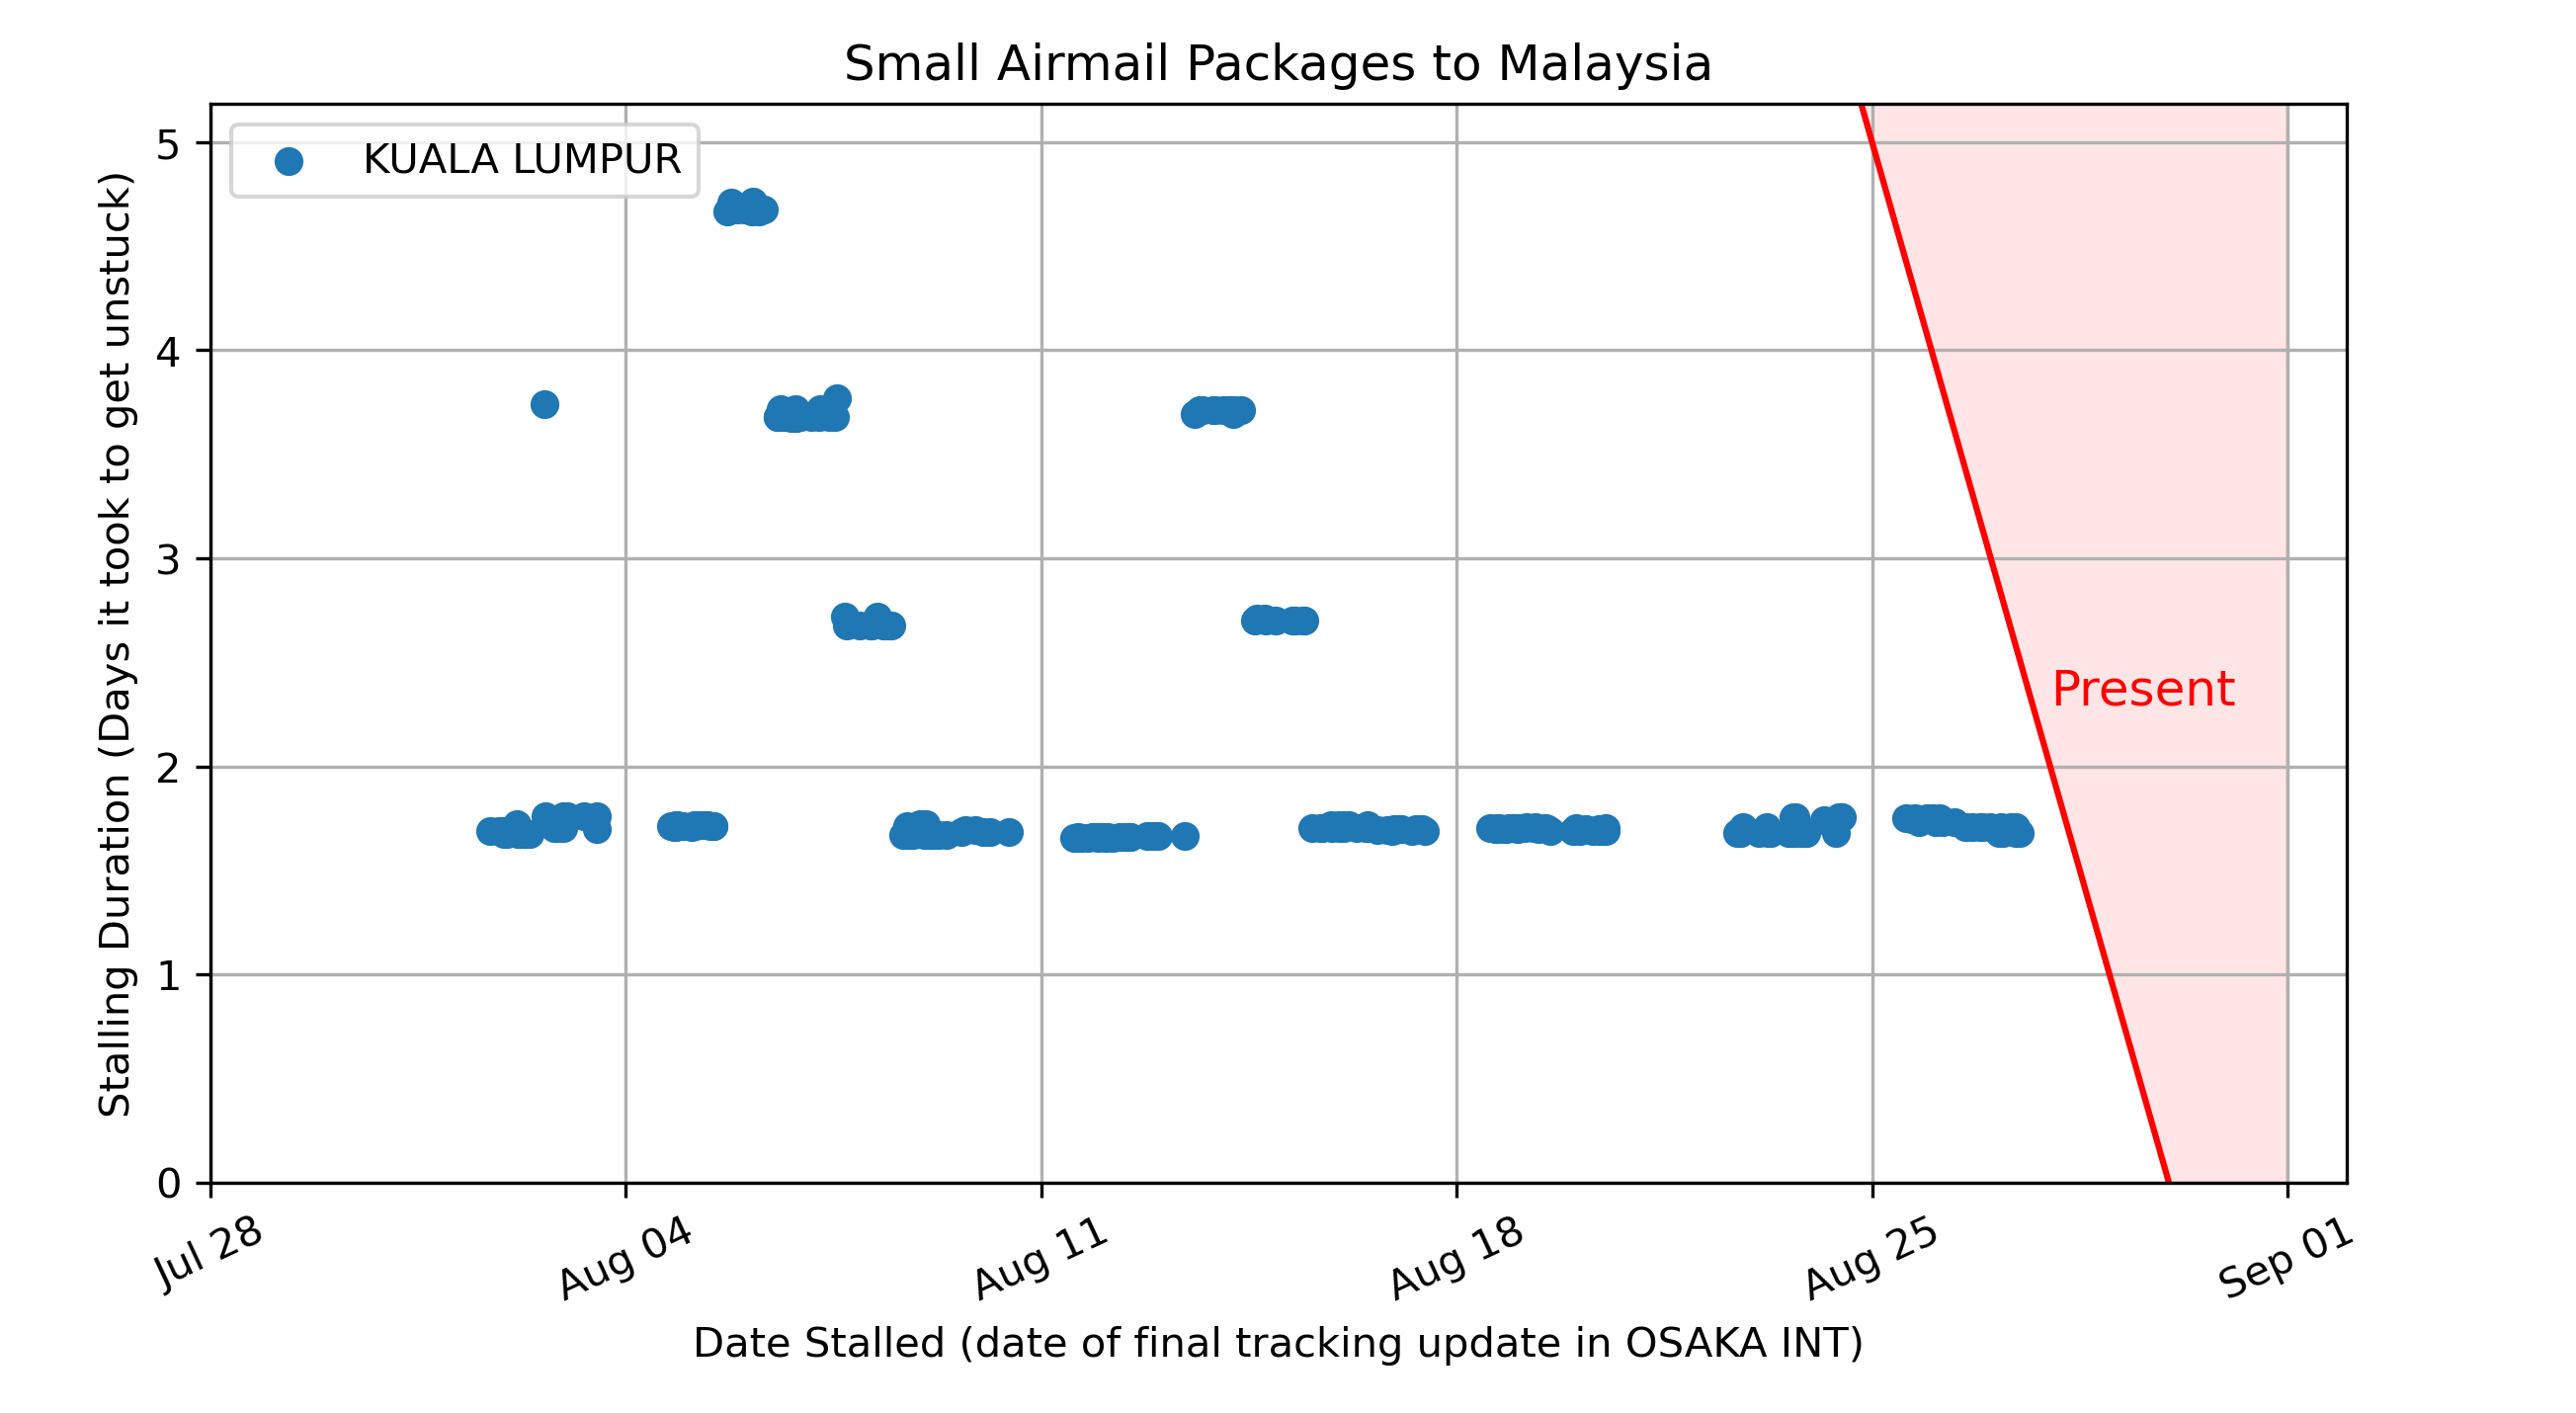 Small Airmail Packages to Malaysia
KUALA LUMPUR
Stalling Duration (Days it took to get unstuck)
5
4
3
2
1
0
Present
Jul 28
Aug 04
Aug 11
Aug 18
Aug 25
Sep 01
Date Stalled (date of final tracking update in OSAKA INT)